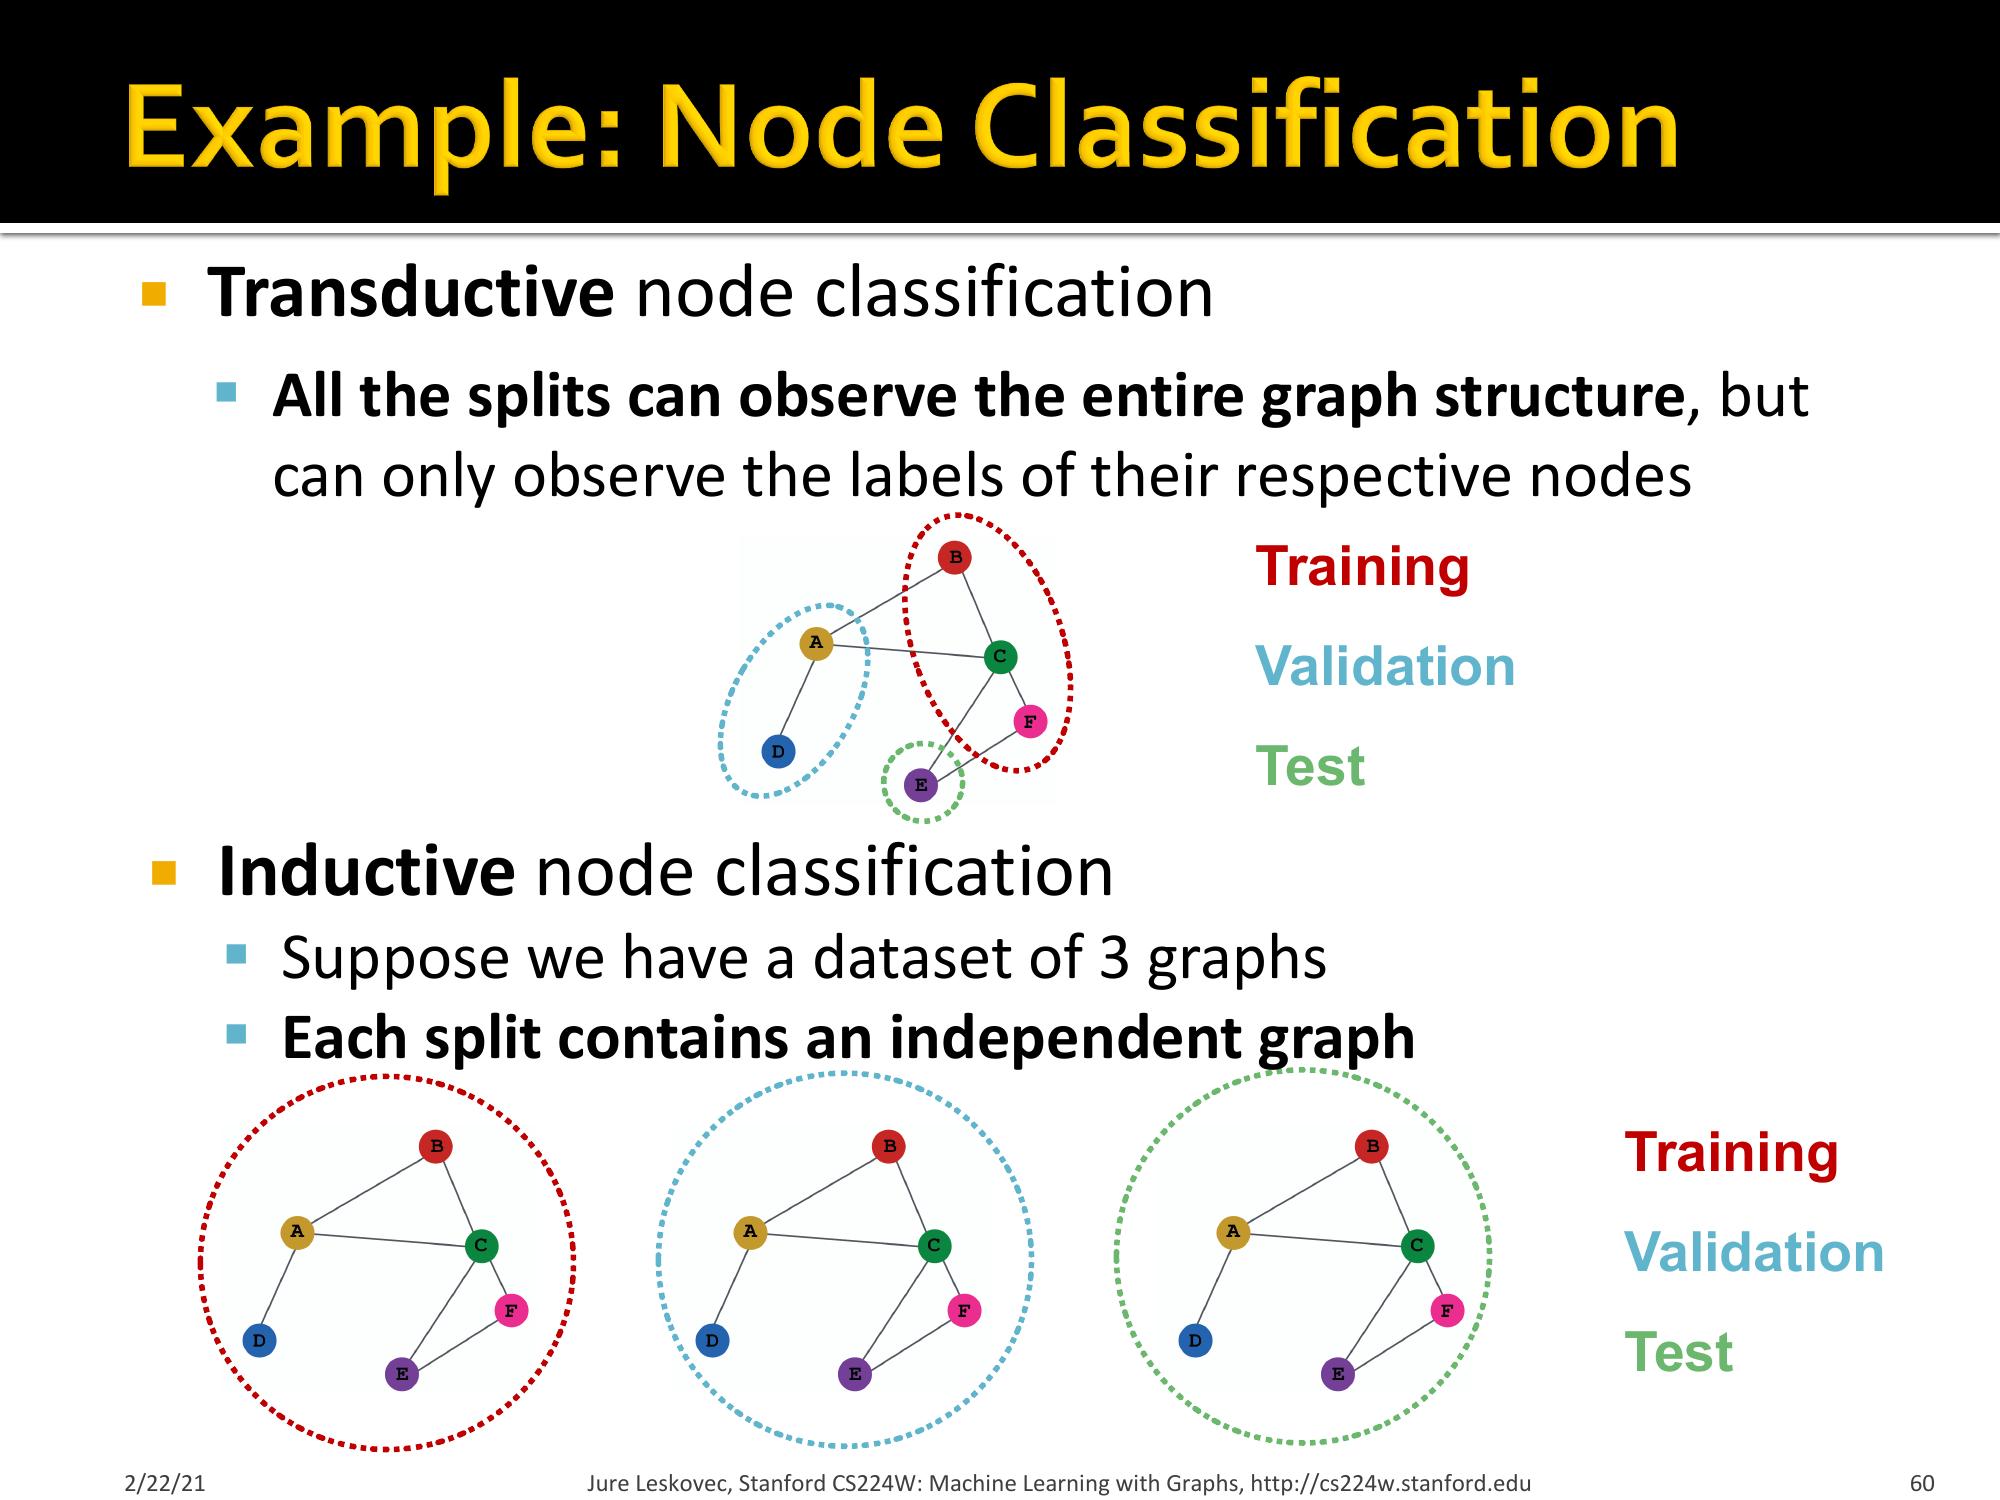 Example: Node Classification
Transductive node classification
All the splits can observe the entire graph structure, but
can only observe the labels of their respective nodes
B
A
C
F
D
E
Training
Validation
Test
Inductive node classification
Suppose we have a dataset of 3 graphs
Each split contains an independent graph
B
A
C
F
D
E
B
A
C
F
D
E
B
A
C
F
D
E
Training
Validation
Test
2/22/21
Jure Leskovec, Stanford CS224W: Machine Learning with Graphs, http://cs224w.stanford.edu
60